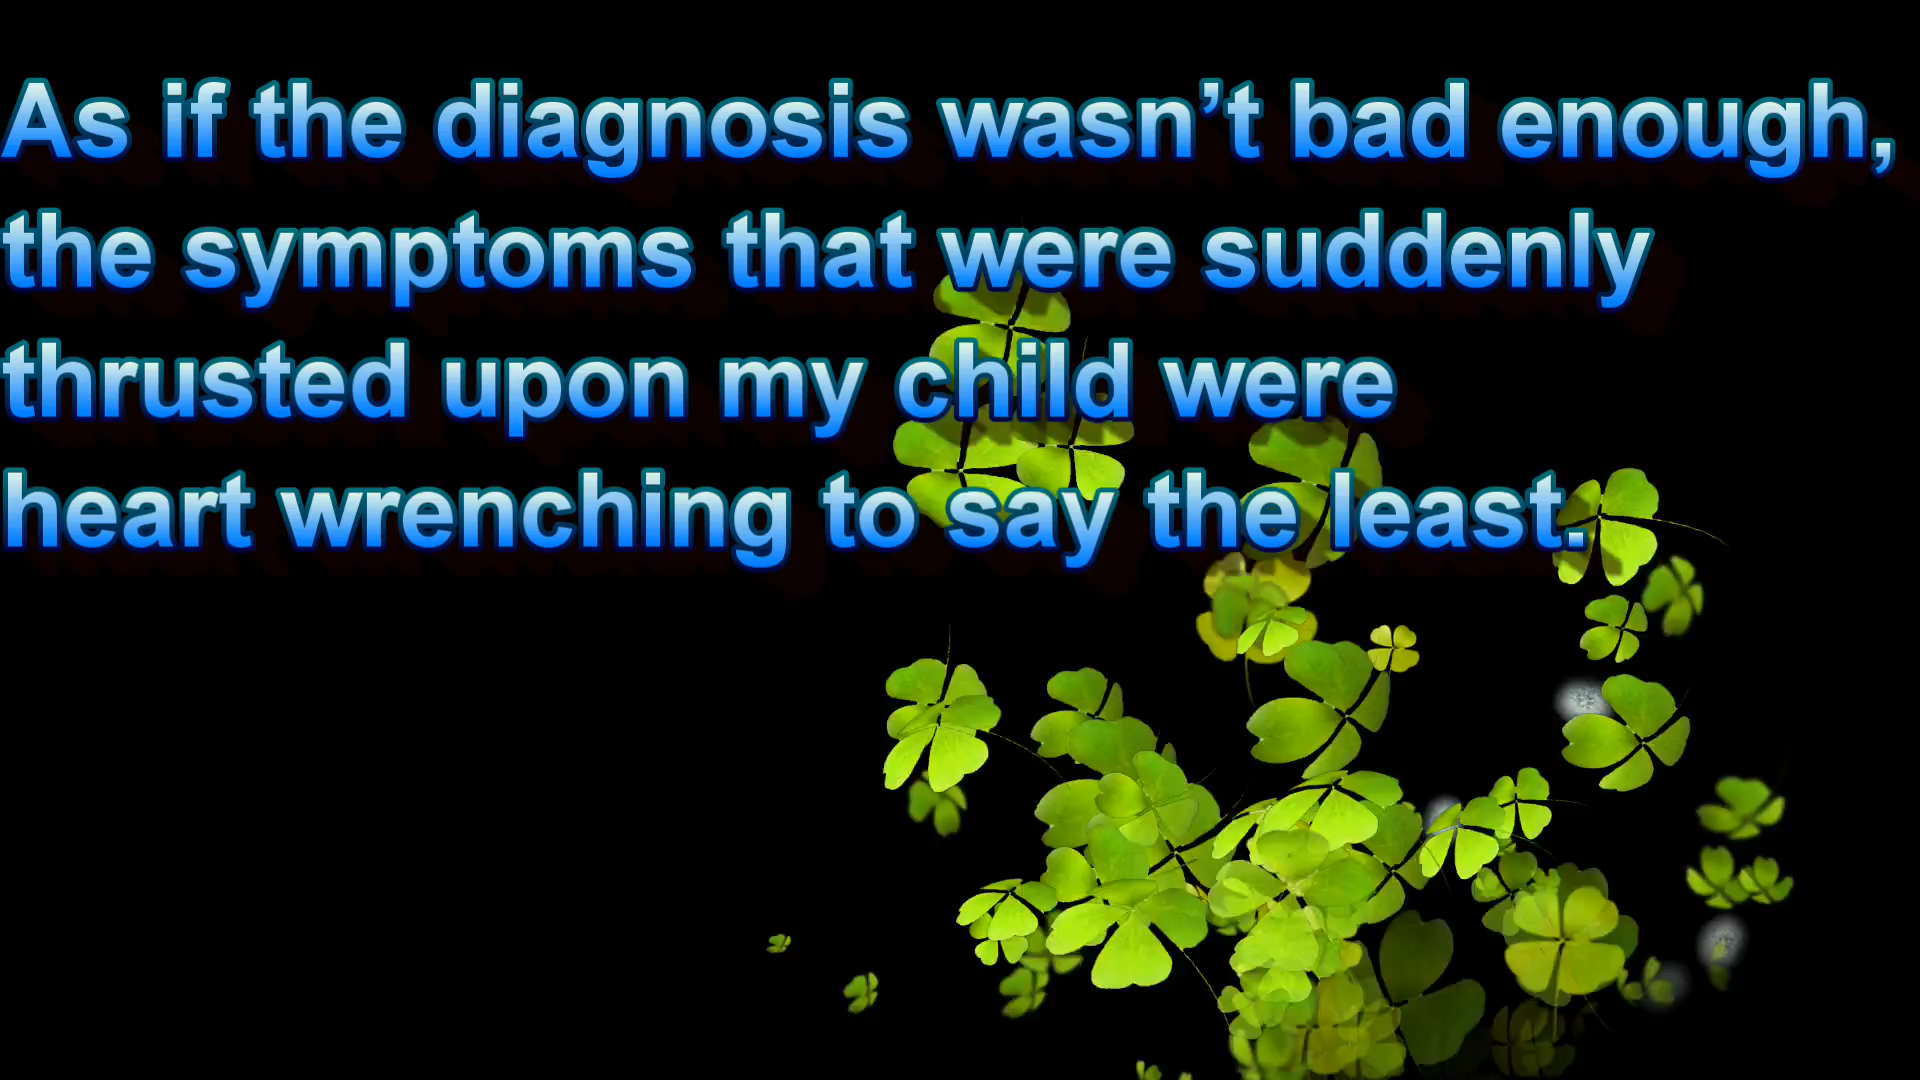 As if the diagnosis wasn’t bad enough,
the symptoms that were suddenly
thrusted upon my child were
heart wrenching to say the least.